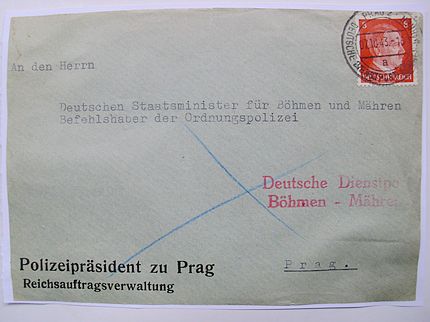 An den Herrn
Deutschen Staatsminister für Böhmen und Mähren
Befehlshaber der Ordnungspolizei
Deutsche Dienstpo
Böhmen - Mähren
Polizeipräsident zu Prag
Reichsauftragsverwaltung
Prag.